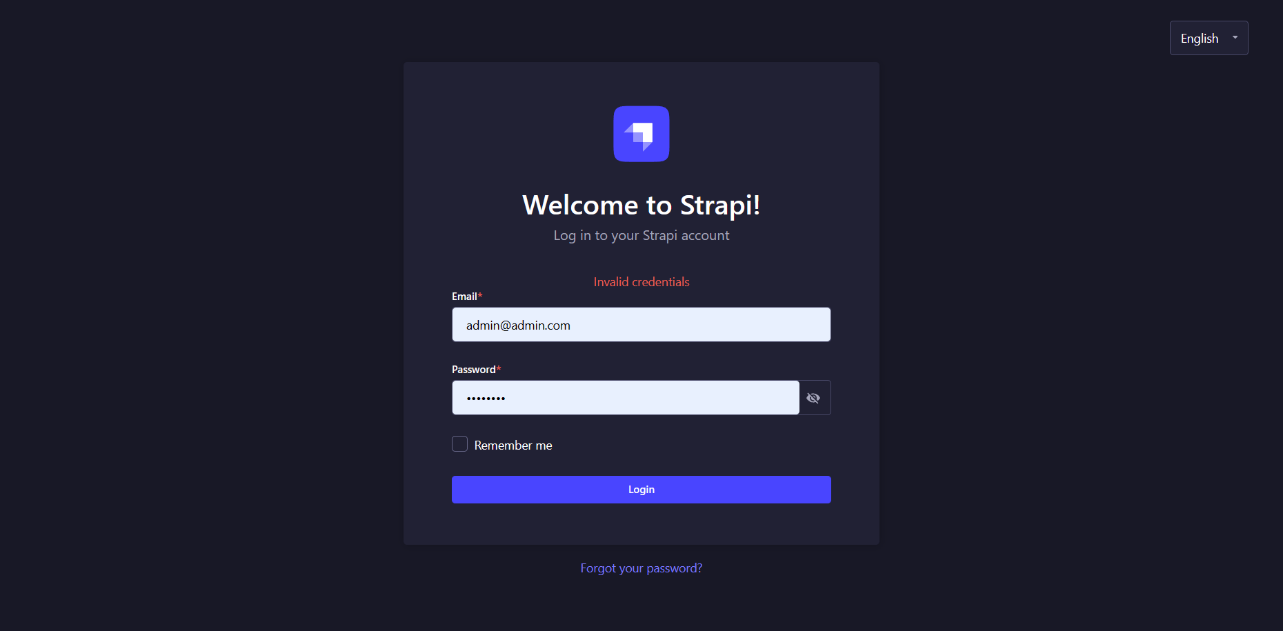 English
Welcome to Strapi!
Log in to your Strapi account
Invalid credentials
Email*
admin@admin.com
Password*
••••••••
Remember me
Login
Forgot your password?